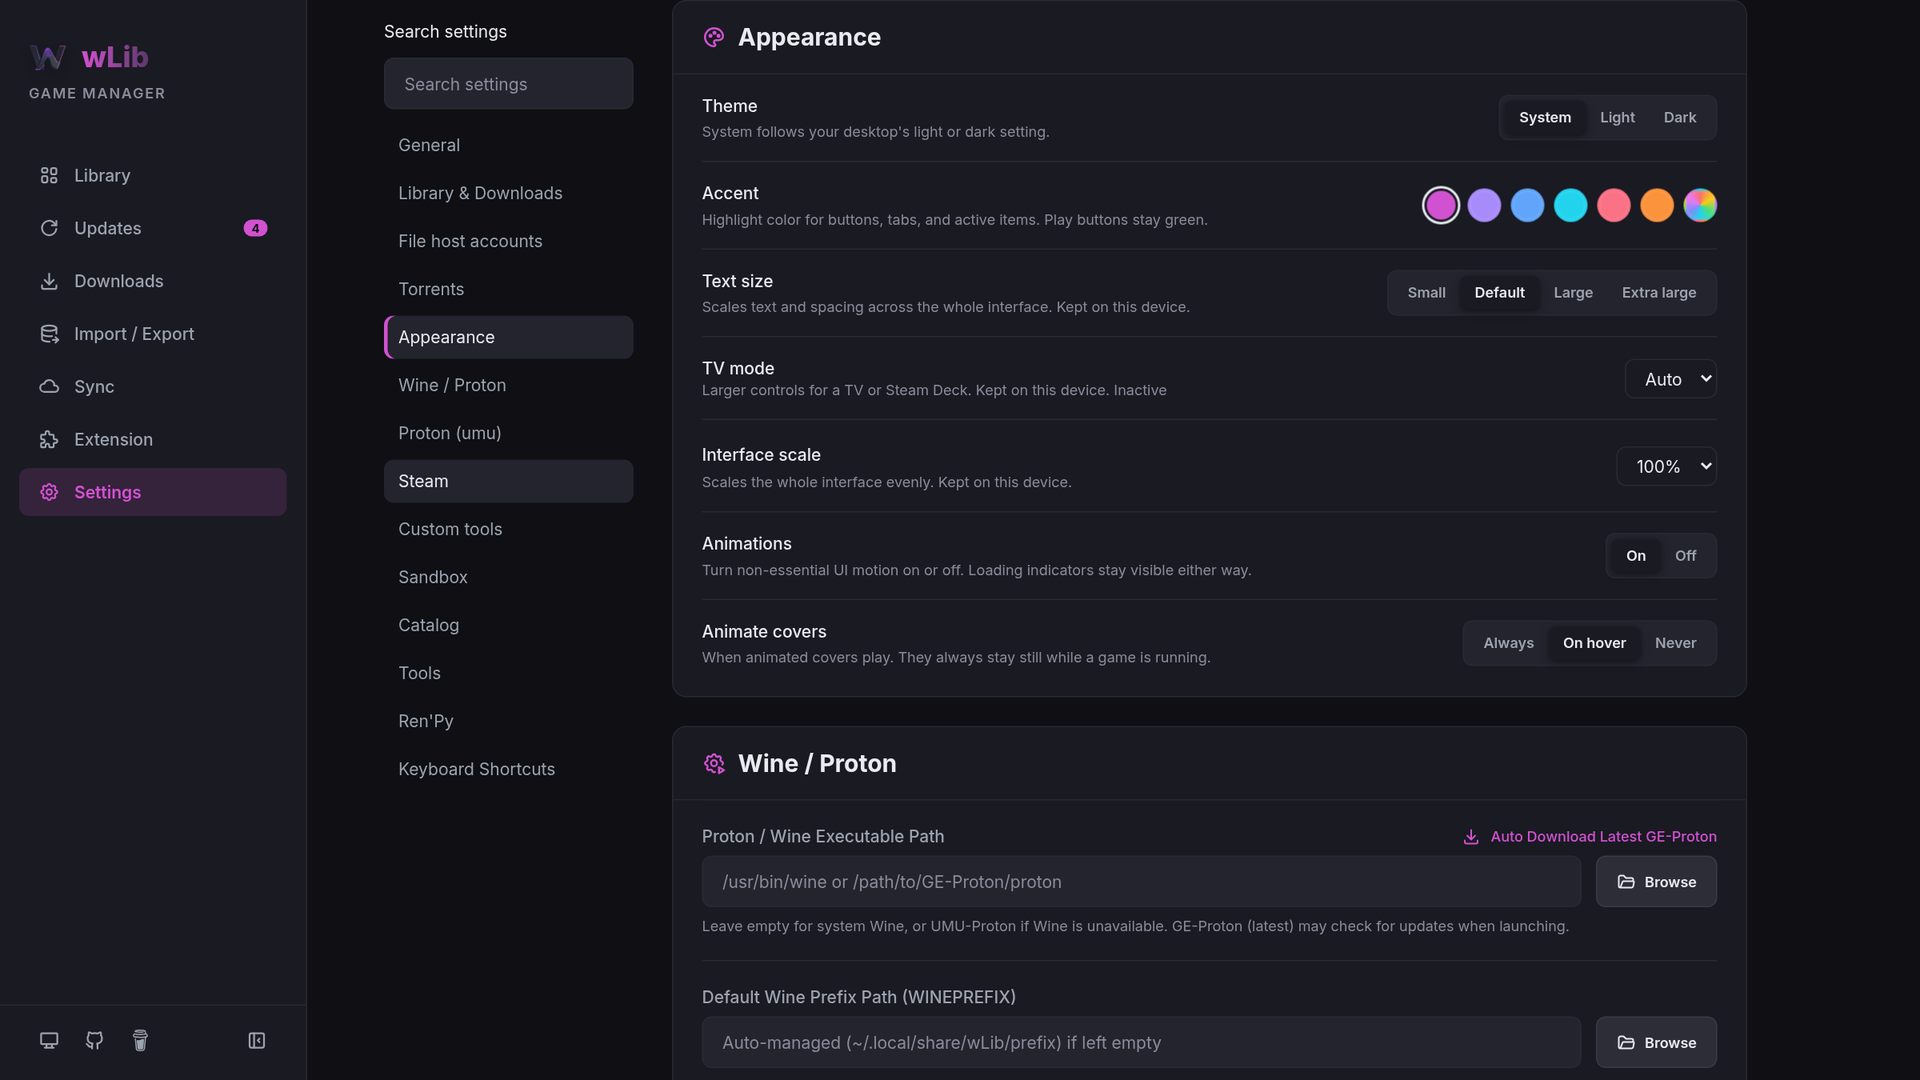 wLib
GAME MANAGER
Library
Updates
4
Downloads
Import / Export
Sync
Extension
Settings
Search settings
Search settings
General
Library & Downloads
File host accounts
Torrents
Appearance
Wine / Proton
Proton (umu)
Steam
Custom tools
Sandbox
Catalog
Tools
Ren'Py
Keyboard Shortcuts
Appearance
Theme
System follows your desktop's light or dark setting.
System Light Dark
Accent
Highlight color for buttons, tabs, and active items. Play buttons stay green.
Text size
Scales text and spacing across the whole interface. Kept on this device.
Small Default Large Extra large
TV mode
Larger controls for a TV or Steam Deck. Kept on this device. Inactive
Auto
Interface scale
Scales the whole interface evenly. Kept on this device.
100%
Animations
Turn non-essential UI motion on or off. Loading indicators stay visible either way.
On Off
Animate covers
When animated covers play. They always stay still while a game is running.
Always On hover Never
Wine / Proton
Proton / Wine Executable Path
Auto Download Latest GE-Proton
/usr/bin/wine or /path/to/GE-Proton/proton
Browse
Leave empty for system Wine, or UMU-Proton if Wine is unavailable. GE-Proton (latest) may check for updates when launching.
Default Wine Prefix Path (WINEPREFIX)
Auto-managed (~/.local/share/wLib/prefix) if left empty
Browse